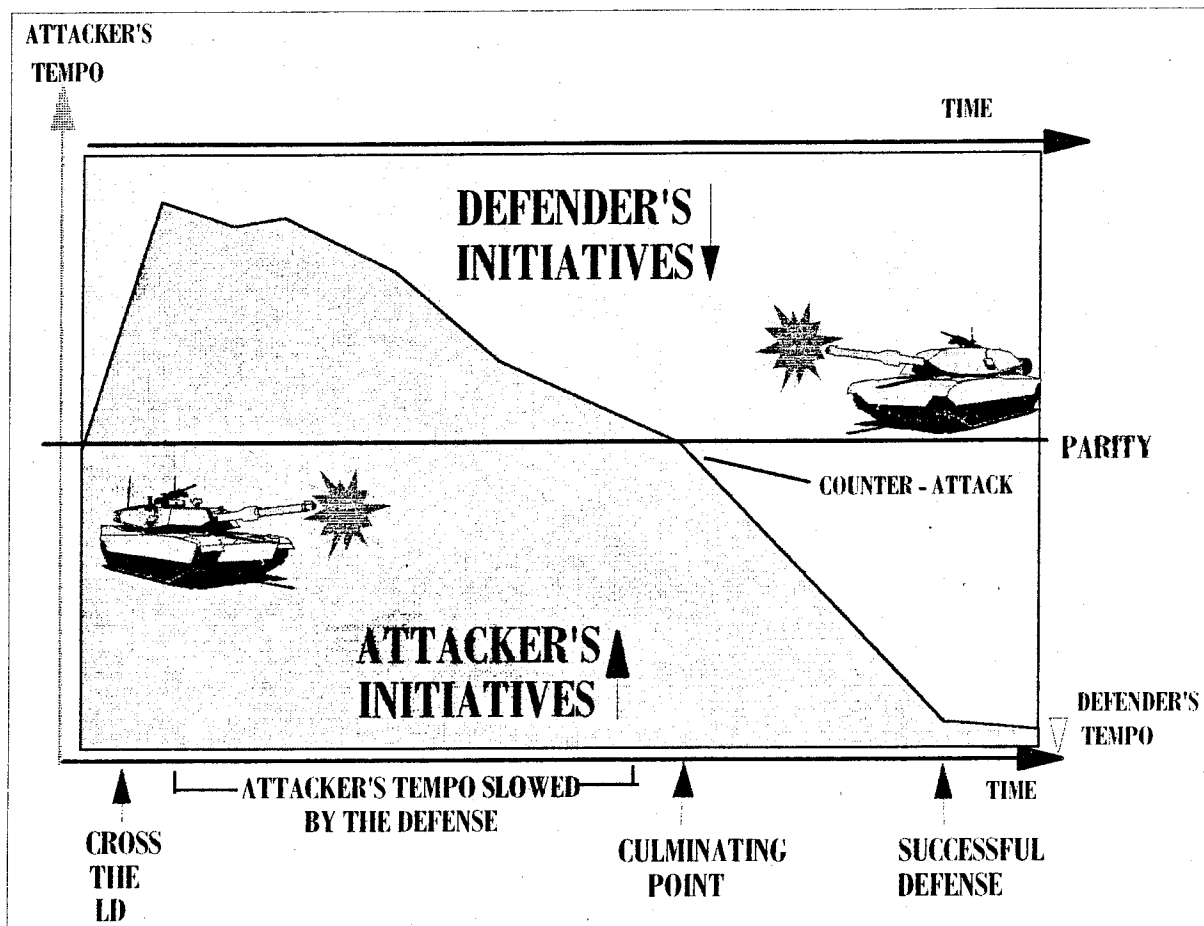 ATTACKER'S
TEMPO
TIME
DEFENDER'S
INITIATIVES
PARITY
COUNTER - ATTACK
ATTACKER'S
INITIATIVES
DEFENDER'S
TEMPO
TIME
ATTACKER'S TEMPO SLOWED
BY THE DEFENSE
CROSS
THE
LD
CULMINATING
POINT
SUCCESSFUL
DEFENSE